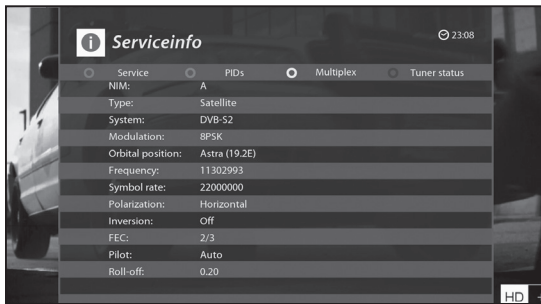 Serviceinfo
23:08
Service PIDs Multiplex Tuner status
NIM: A
Type: Satellite
System: DVB-S2
Modulation: 8PSK
Orbital position: Astra (19.2E)
Frequency: 11302993
Symbol rate: 22000000
Polarization: Horizontal
Inversion: Off
FEC: 2/3
Pilot: Auto
Roll-off: 0.20
HD